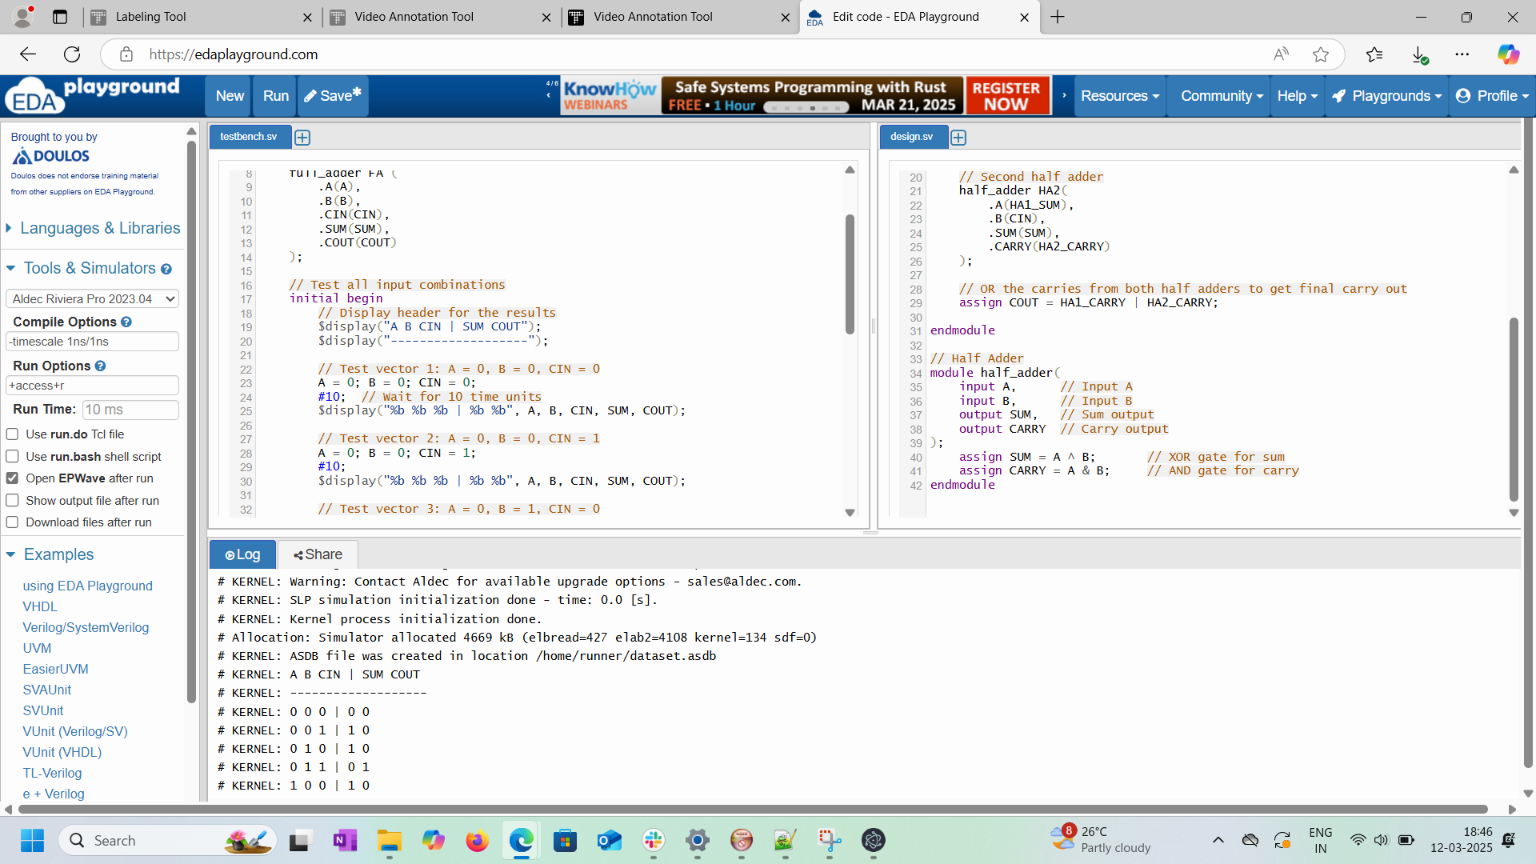 Labeling Tool
Video Annotation Tool
Video Annotation Tool
EDA
Edit code - EDA Playground
https://edaplayground.com
EDA playground
New
Run
Save*
4/6
KnowHow
WEBINARS
Safe Systems Programming with Rust
FREE • 1 Hour
MAR 21, 2025
REGISTER
NOW
Resources
Community
Help
Playgrounds
Profile
Brought to you by
DOULOS
Doulos does not endorse training material
from other suppliers on EDA Playground.
Languages & Libraries
Tools & Simulators
Aldec Riviera Pro 2023.04
Compile Options
-timescale 1ns/1ns
Run Options
+access+r
Run Time: 10 ms
Use run.do Tcl file
Use run.bash shell script
Open EPWave after run
Show output file after run
Download files after run
Examples
using EDA Playground
VHDL
Verilog/SystemVerilog
UVM
EasierUVM
SVAUnit
SVUnit
VUnit (Verilog/SV)
VUnit (VHDL)
TL-Verilog
e + Verilog
testbench.sv
8 full_adder FA (
9 .A(A),
10 .B(B),
11 .CIN(CIN),
12 .SUM(SUM),
13 .COUT(COUT)
14 );
15
16 // Test all input combinations
17 initial begin
18 // Display header for the results
19 $display("A B CIN | SUM COUT");
20 $display("-------------------");
21
22 // Test vector 1: A = 0, B = 0, CIN = 0
23 A = 0; B = 0; CIN = 0;
24 #10; // Wait for 10 time units
25 $display("%b %b %b | %b %b", A, B, CIN, SUM, COUT);
26
27 // Test vector 2: A = 0, B = 0, CIN = 1
28 A = 0; B = 0; CIN = 1;
29 #10;
30 $display("%b %b %b | %b %b", A, B, CIN, SUM, COUT);
31
32 // Test vector 3: A = 0, B = 1, CIN = 0
design.sv
20 // Second half adder
21 half_adder HA2(
22 .A(HA1_SUM),
23 .B(CIN),
24 .SUM(SUM),
25 .CARRY(HA2_CARRY)
26 );
27
28 // OR the carries from both half adders to get final carry out
29 assign COUT = HA1_CARRY | HA2_CARRY;
30
31 endmodule
32
33 // Half Adder
34 module half_adder(
35 input A, // Input A
36 input B, // Input B
37 output SUM, // Sum output
38 output CARRY // Carry output
39 );
40 assign SUM = A ^ B; // XOR gate for sum
41 assign CARRY = A & B; // AND gate for carry
42 endmodule
Log
Share
# KERNEL: Warning: Contact Aldec for available upgrade options - sales@aldec.com.
# KERNEL: SLP simulation initialization done - time: 0.0 [s].
# KERNEL: Kernel process initialization done.
# Allocation: Simulator allocated 4669 kB (elbread=427 elab2=4108 kernel=134 sdf=0)
# KERNEL: ASDB file was created in location /home/runner/dataset.asdb
# KERNEL: A B CIN | SUM COUT
# KERNEL: -------------------
# KERNEL: 0 0 0 | 0 0
# KERNEL: 0 0 1 | 1 0
# KERNEL: 0 1 0 | 1 0
# KERNEL: 0 1 1 | 0 1
# KERNEL: 1 0 0 | 1 0
Search
8
26°C
Partly cloudy
ENG
IN
18:46
12-03-2025